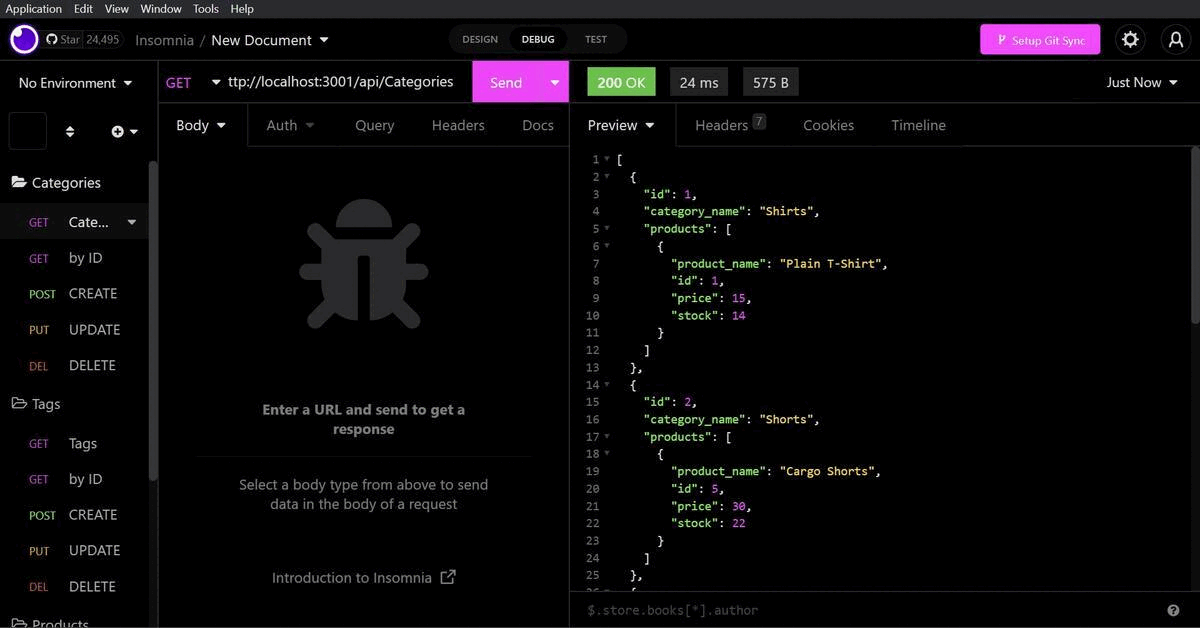 Application Edit View Window Tools Help
Star 24,495 Insomnia / New Document DESIGN DEBUG TEST Setup Git Sync
No Environment GET ttp://localhost:3001/api/Categories Send 200 OK 24 ms 575 B Just Now
Body Auth Query Headers Docs Preview Headers 7 Cookies Timeline
Categories
GET Cate...
GET by ID
POST CREATE
PUT UPDATE
DEL DELETE
Tags
GET Tags
GET by ID
POST CREATE
PUT UPDATE
DEL DELETE
Products
Enter a URL and send to get a
response
Select a body type from above to send
data in the body of a request
Introduction to Insomnia
1 [
2 {
3 "id": 1,
4 "category_name": "Shirts",
5 "products": [
6 {
7 "product_name": "Plain T-Shirt",
8 "id": 1,
9 "price": 15,
10 "stock": 14
11 }
12 ]
13 },
14 {
15 "id": 2,
16 "category_name": "Shorts",
17 "products": [
18 {
19 "product_name": "Cargo Shorts",
20 "id": 5,
21 "price": 30,
22 "stock": 22
23 }
24 ]
25 },
26 {
$.store.books[*].author